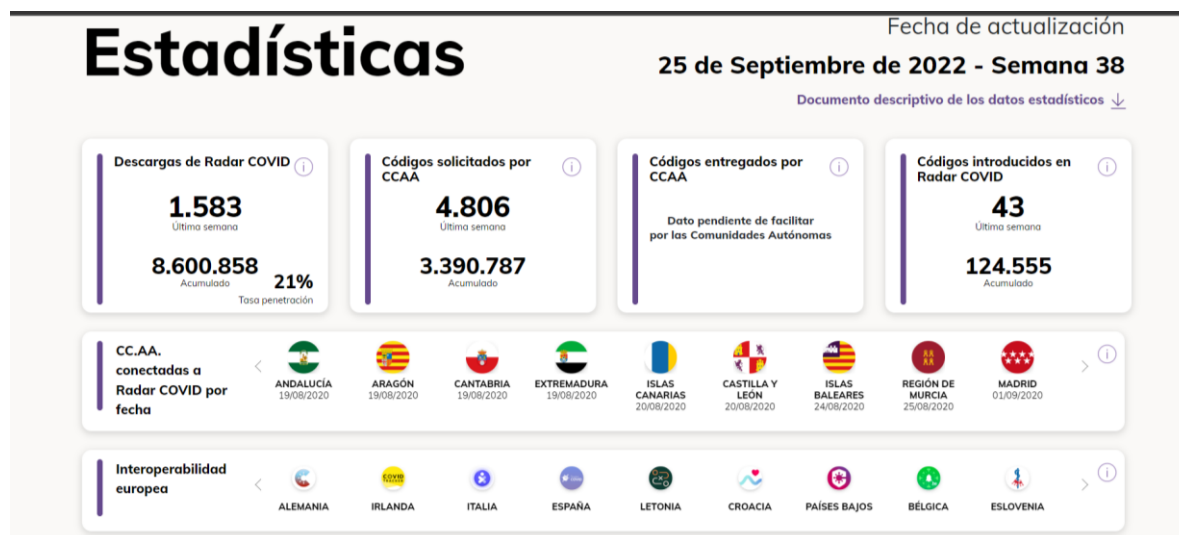 Estadísticas
Fecha de actualización
25 de Septiembre de 2022 - Semana 38
Documento descriptivo de los datos estadísticos
Descargas de Radar COVID
1.583
Última semana
8.600.858
Acumulado
21%
Tasa penetración
Códigos solicitados por
CCAA
4.806
Última semana
3.390.787
Acumulado
Códigos entregados por
CCAA
Dato pendiente de facilitar
por las Comunidades Autónomas
Códigos introducidos en
Radar COVID
43
Última semana
124.555
Acumulado
CC.AA.
conectadas a
Radar COVID por
fecha
ANDALUCÍA
19/08/2020
ARAGÓN
19/08/2020
CANTABRIA
19/08/2020
EXTREMADURA
19/08/2020
ISLAS
CANARIAS
20/08/2020
CASTILLA Y
LEÓN
20/08/2020
ISLAS
BALEARES
24/08/2020
REGIÓN DE
MURCIA
25/08/2020
MADRID
01/09/2020
Interoperabilidad
europea
ALEMANIA
COVID
IRLANDA
ITALIA
ESPAÑA
LETONIA
CROACIA
PAÍSES BAJOS
BÉLGICA
ESLOVENIA